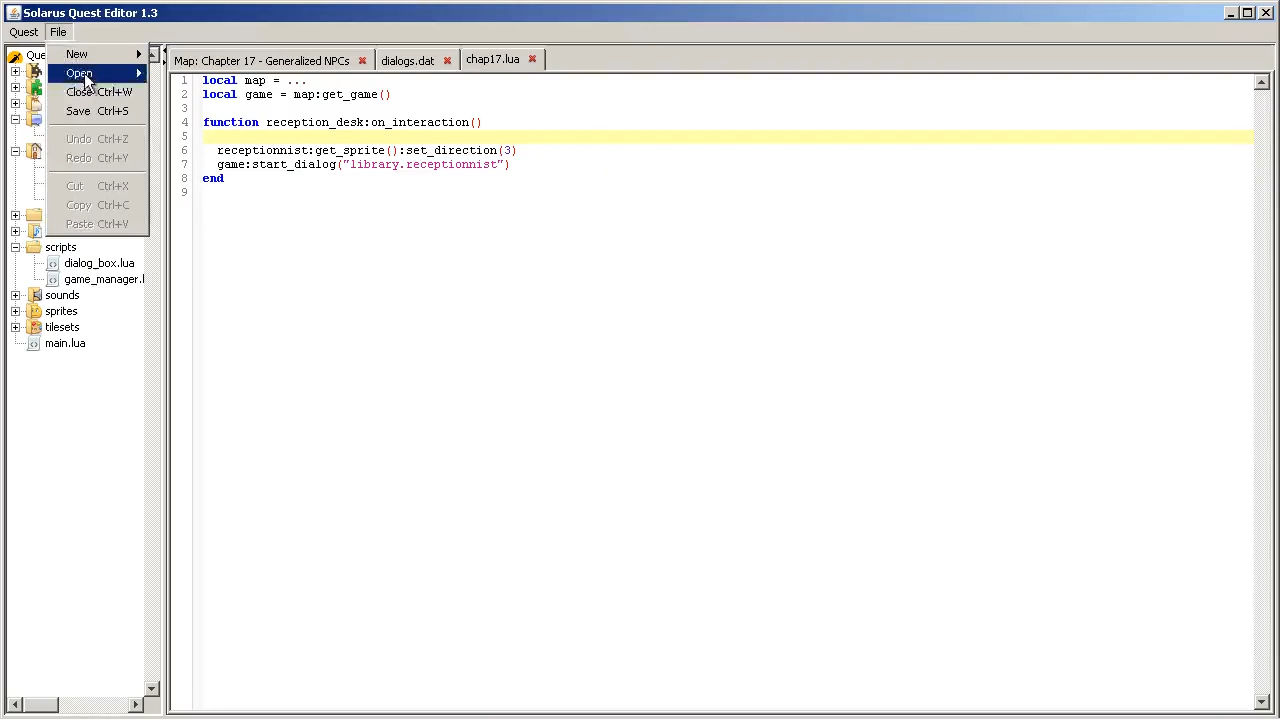 Solarus Quest Editor 1.3
Quest File
New
Open
Close Ctrl+W
Save Ctrl+S
Undo Ctrl+Z
Redo Ctrl+Y
Cut Ctrl+X
Copy Ctrl+C
Paste Ctrl+V
scripts
dialog_box.lua
game_manager.l
sounds
sprites
tilesets
main.lua
Map: Chapter 17 - Generalized NPCs dialogs.dat chap17.lua
1 local map = ...
2 local game = map:get_game()
3
4 function reception_desk:on_interaction()
5
6 receptionnist:get_sprite():set_direction(3)
7 game:start_dialog("library.receptionnist")
8 end
9